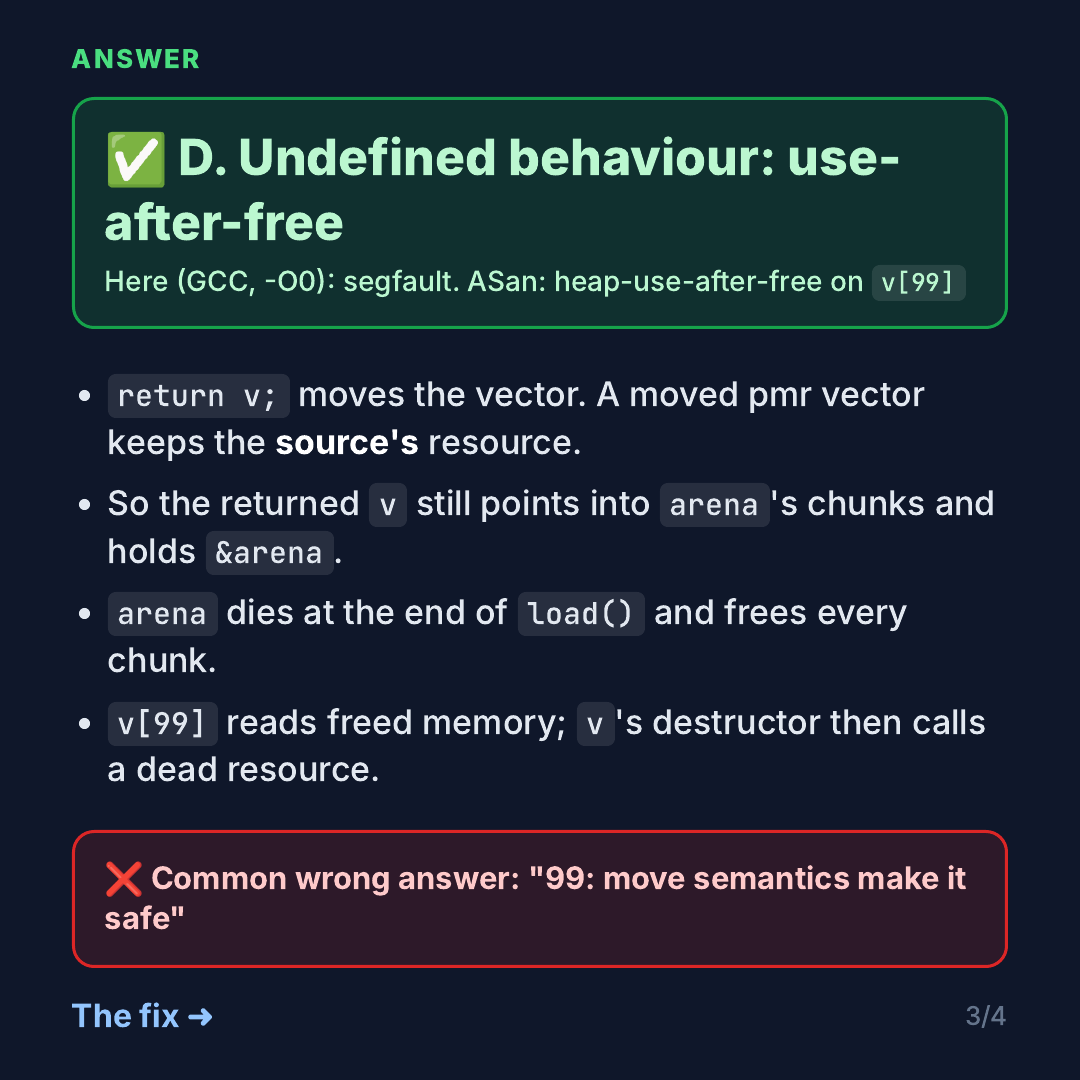 ANSWER
✅ D. Undefined behaviour: use-
after-free
Here (GCC, -O0): segfault. ASan: heap-use-after-free on v[99]
• return v; moves the vector. A moved pmr vector
keeps the source's resource.
• So the returned v still points into arena's chunks and
holds &arena.
• arena dies at the end of load() and frees every
chunk.
• v[99] reads freed memory; v's destructor then calls
a dead resource.
❌ Common wrong answer: "99: move semantics make it
safe"
The fix ➜
3/4